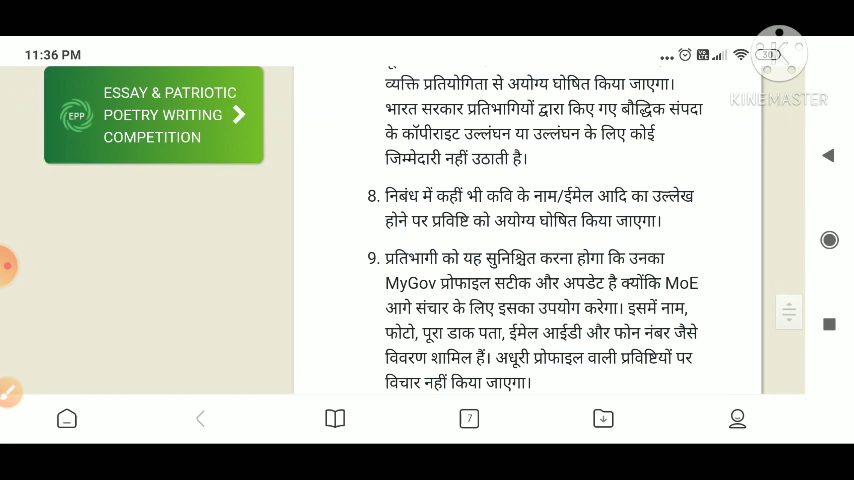 11:36 PM
30
KINEMASTER
EPP
ESSAY & PATRIOTIC
POETRY WRITING
COMPETITION
व्यक्ति प्रतियोगिता से अयोग्य घोषित किया जाएगा।
भारत सरकार प्रतिभागियों द्वारा किए गए बौद्धिक संपदा
के कॉपीराइट उल्लंघन या उल्लंघन के लिए कोई
जिम्मेदारी नहीं उठाती है।
8. निबंध में कहीं भी कवि के नाम/ईमेल आदि का उल्लेख
होने पर प्रविष्टि को अयोग्य घोषित किया जाएगा।
9. प्रतिभागी को यह सुनिश्चित करना होगा कि उनका
MyGov प्रोफाइल सटीक और अपडेट है क्योंकि MoE
आगे संचार के लिए इसका उपयोग करेगा। इसमें नाम,
फोटो, पूरा डाक पता, ईमेल आईडी और फोन नंबर जैसे
विवरण शामिल हैं। अधूरी प्रोफाइल वाली प्रविष्टियों पर
विचार नहीं किया जाएगा।
7